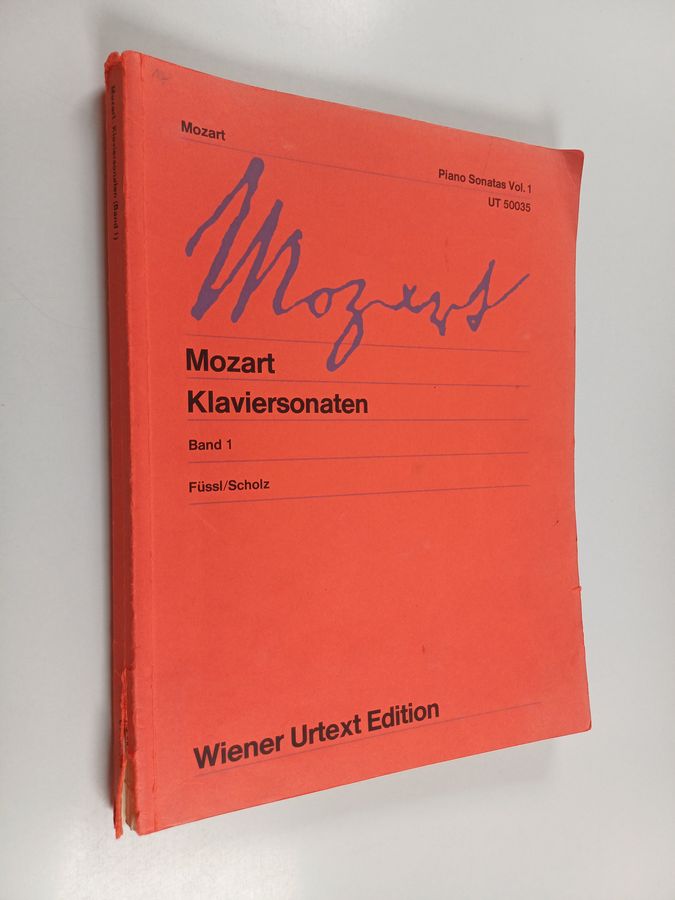 Mozart: Klaviersonaten (Band 1)
Mozart
Piano Sonatas Vol. 1
UT 50035
Mozart
Mozart
Klaviersonaten
Band 1
Füssl/Scholz
Wiener Urtext Edition